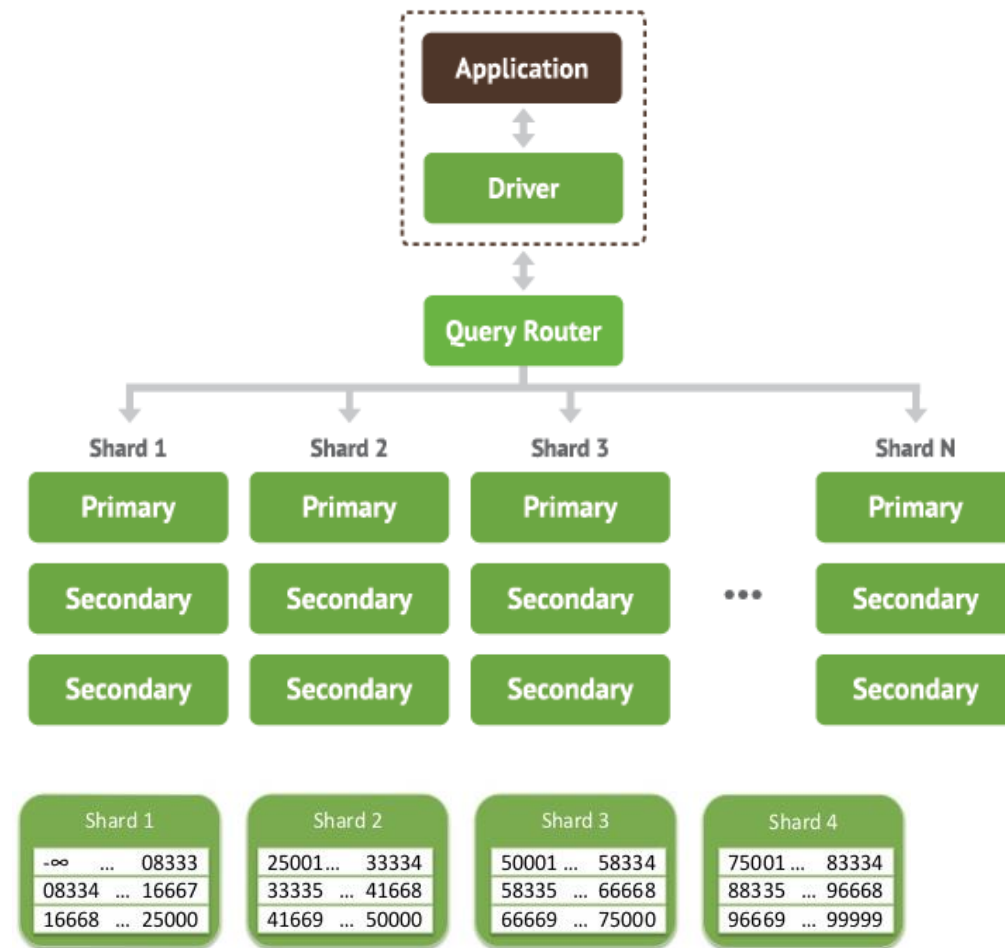 Application
Driver
Query Router
Shard 1 Shard 2 Shard 3 Shard N
Primary Primary Primary Primary
Secondary Secondary Secondary ••• Secondary
Secondary Secondary Secondary Secondary
Shard 1 Shard 2 Shard 3 Shard 4
-∞ ... 08333 25001... 33334 50001 ... 58334 75001 ... 83334
08334 ... 16667 33335 ... 41668 58335 ... 66668 88335 ... 96668
16668 ... 25000 41669 ... 50000 66669 ... 75000 96669 ... 99999